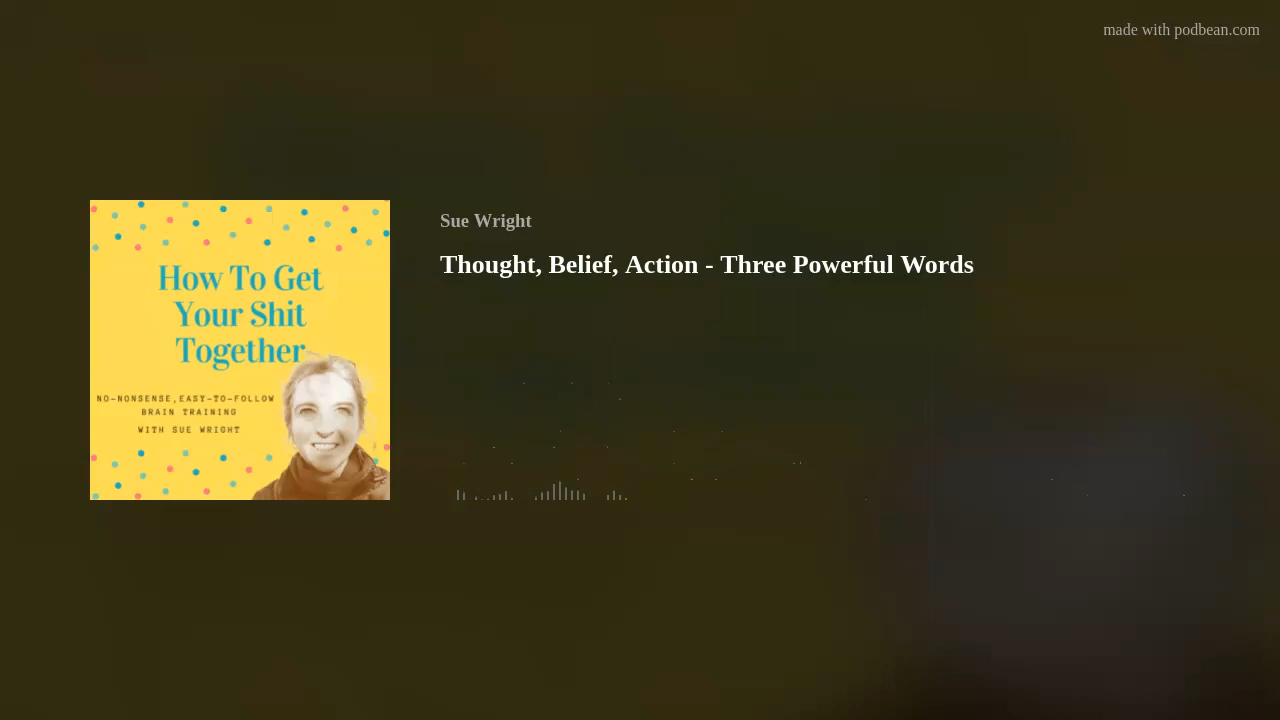 made with podbean.com
Sue Wright
Thought, Belief, Action - Three Powerful Words
How To Get
Your Shit
Together
NO-NONSENSE, EASY-TO-FOLLOW
BRAIN TRAINING
WITH SUE WRIGHT